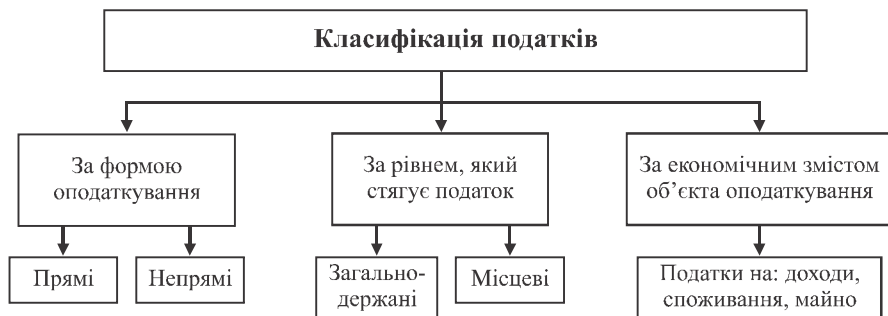 Класифікація податків
За формою
оподаткування
За рівнем, який
стягує податок
За економічним змістом
об’єкта оподаткування
Прямі
Непрямі
Загально-
держані
Місцеві
Податки на: доходи,
споживання, майно